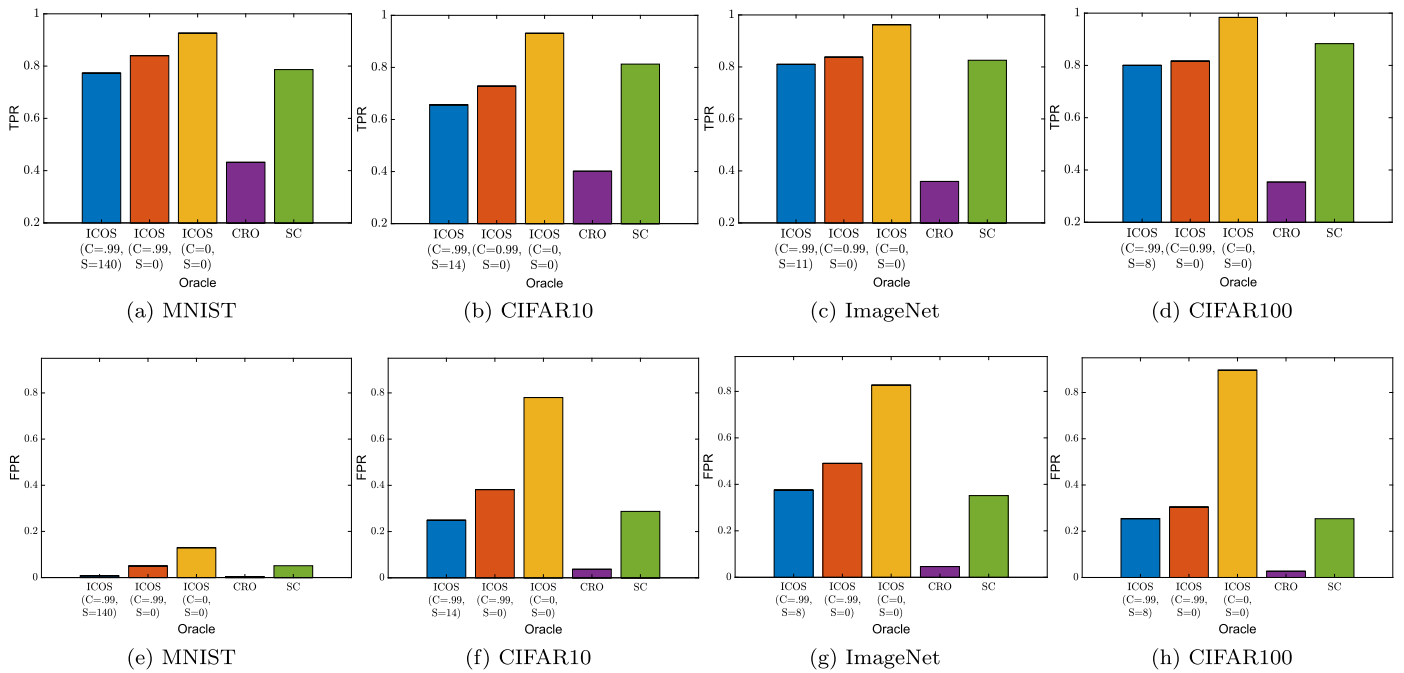 1
0.8
TPR
0.6
0.4
0.2
ICOS ICOS ICOS CRO SC
(C=.99, (C=.99, (C=0,
S=140) S=0) S=0)
Oracle
(a) MNIST
1
0.8
TPR
0.6
0.4
0.2
ICOS ICOS ICOS CRO SC
(C=.99, (C=0.99, (C=0,
S=14) S=0) S=0)
Oracle
(b) CIFAR10
1
0.8
TPR
0.6
0.4
0.2
ICOS ICOS ICOS CRO SC
(C=.99, (C=0.99, (C=0,
S=11) S=0) S=0)
Oracle
(c) ImageNet
1
0.8
TPR
0.6
0.4
0.2
ICOS ICOS ICOS CRO SC
(C=.99, (C=0.99, (C=0,
S=8) S=0) S=0)
Oracle
(d) CIFAR100
0.8
0.6
FPR
0.4
0.2
0
ICOS ICOS ICOS CRO SC
(C=.99, (C=.99, (C=0,
S=140) S=0) S=0)
Oracle
(e) MNIST
0.8
0.6
FPR
0.4
0.2
0
ICOS ICOS ICOS CRO SC
(C=.99, (C=.99, (C=0,
S=14) S=0) S=0)
Oracle
(f) CIFAR10
0.8
0.6
FPR
0.4
0.2
0
ICOS ICOS ICOS CRO SC
(C=.99, (C=.99, (C=0,
S=8) S=0) S=0)
Oracle
(g) ImageNet
0.8
0.6
FPR
0.4
0.2
0
ICOS ICOS ICOS CRO SC
(C=.99, (C=.99, (C=0,
S=8) S=0) S=0)
Oracle
(h) CIFAR100